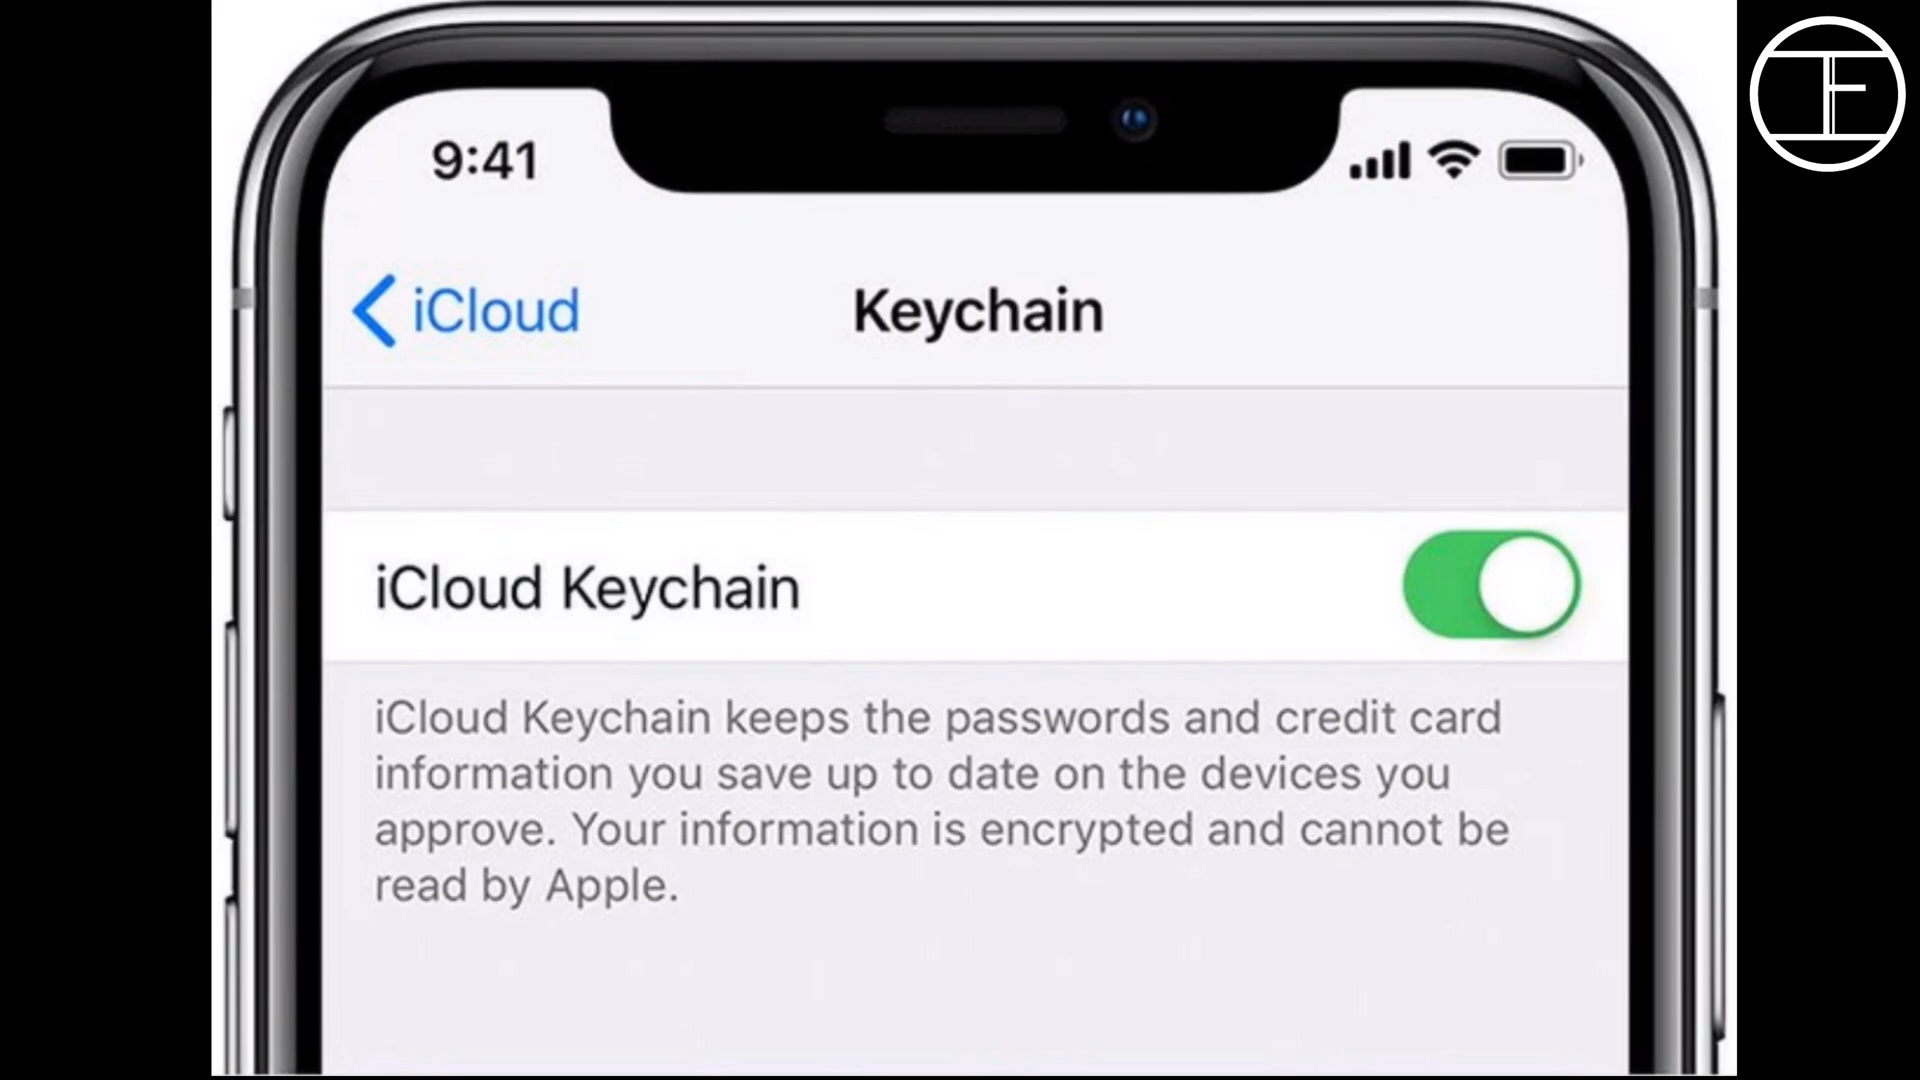 9:41
iCloud
Keychain
iCloud Keychain
iCloud Keychain keeps the passwords and credit card
information you save up to date on the devices you
approve. Your information is encrypted and cannot be
read by Apple.